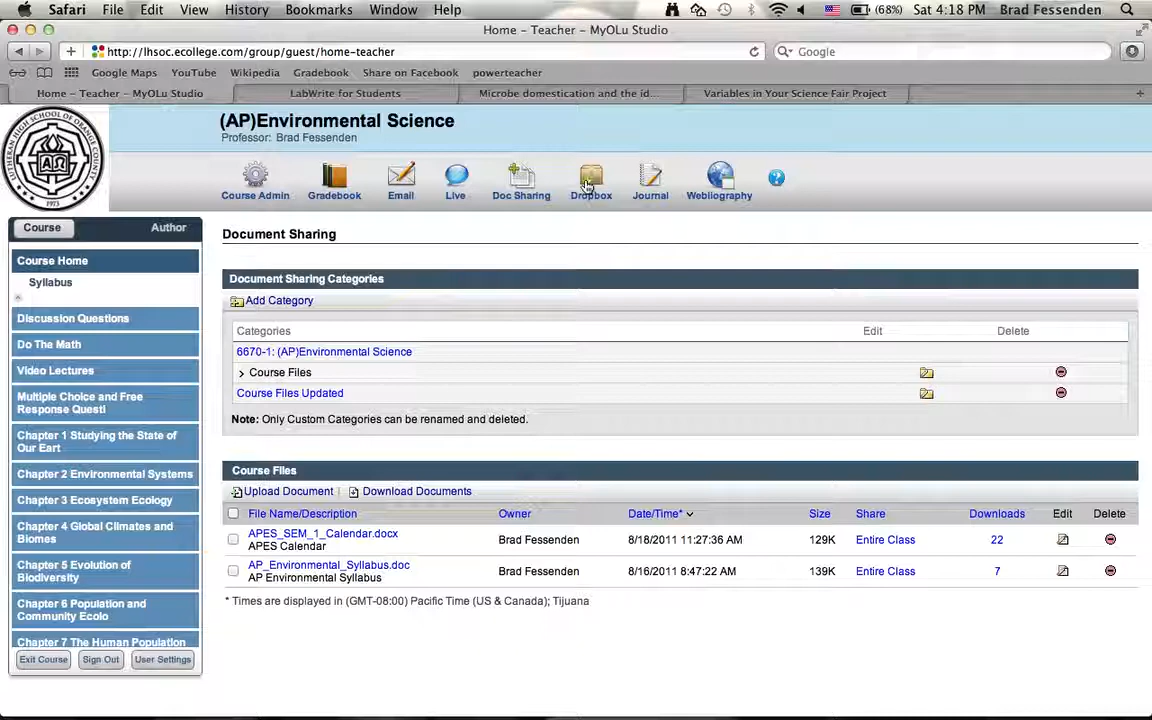 Safari File Edit View History Bookmarks Window Help (68%) Sat 4:18 PM Brad Fessenden
Home – Teacher – MyOLu Studio
http://lhsoc.ecollege.com/group/guest/home-teacher Google
Google Maps YouTube Wikipedia Gradebook Share on Facebook powerteacher
Home – Teacher – MyOLu Studio LabWrite for Students Microbe domestication and the id... Variables in Your Science Fair Project
(AP)Environmental Science
Professor: Brad Fessenden
Course Admin Gradebook Email Live Doc Sharing Dropbox Journal Webliography
LUTHERAN HIGH SCHOOL OF ORANGE COUNTY
ΑΩ
1973
Course Author
Course Home
Syllabus
Discussion Questions
Do The Math
Video Lectures
Multiple Choice and Free
Response Questi
Chapter 1 Studying the State of
Our Eart
Chapter 2 Environmental Systems
Chapter 3 Ecosystem Ecology
Chapter 4 Global Climates and
Biomes
Chapter 5 Evolution of
Biodiversity
Chapter 6 Population and
Community Ecolo
Chapter 7 The Human Population
Exit Course Sign Out User Settings
Document Sharing
Document Sharing Categories
Add Category
Categories Edit Delete
6670-1: (AP)Environmental Science
Course Files
Course Files Updated
Note: Only Custom Categories can be renamed and deleted.
Course Files
Upload Document | Download Documents
File Name/Description Owner Date/Time* Size Share Downloads Edit Delete
APES_SEM_1_Calendar.docx
APES Calendar Brad Fessenden 8/18/2011 11:27:36 AM 129K Entire Class 22
AP_Environmental_Syllabus.doc
AP Environmental Syllabus Brad Fessenden 8/16/2011 8:47:22 AM 139K Entire Class 7
* Times are displayed in (GMT-08:00) Pacific Time (US & Canada); Tijuana